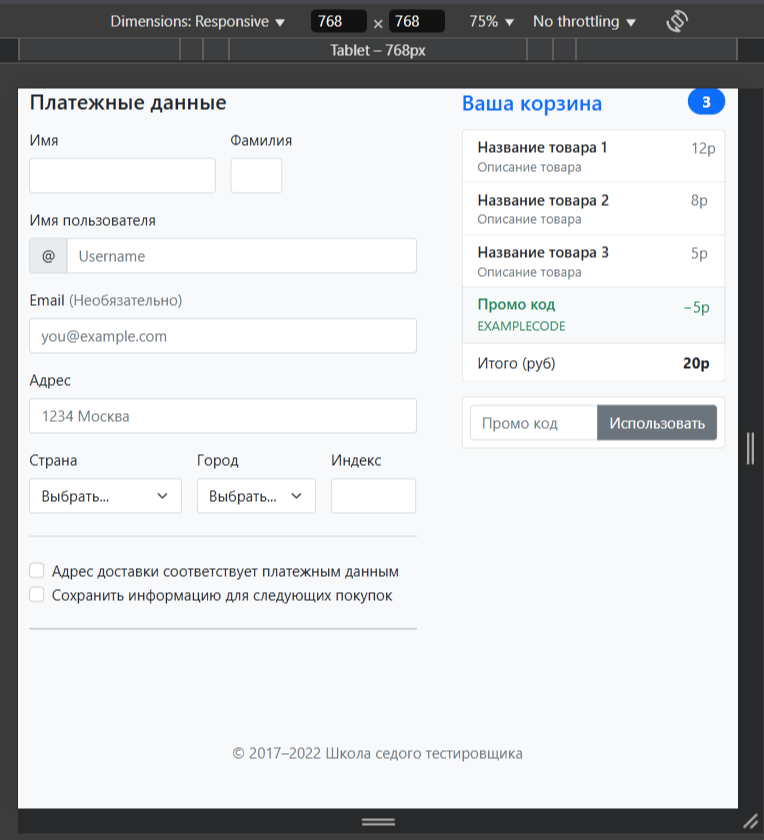 Dimensions: Responsive ▼ 768 × 768 75% ▼ No throttling ▼
Tablet – 768px
Платежные данные
Имя Фамилия
Имя пользователя
@ Username
Email (Необязательно)
you@example.com
Адрес
1234 Москва
Страна Город Индекс
Выбрать... Выбрать...
Адрес доставки соответствует платежным данным
Сохранить информацию для следующих покупок
Ваша корзина 3
Название товара 1 12р
Описание товара
Название товара 2 8р
Описание товара
Название товара 3 5р
Описание товара
Промо код −5р
EXAMPLECODE
Итого (руб) 20р
Промо код Использовать
© 2017–2022 Школа седого тестировщика